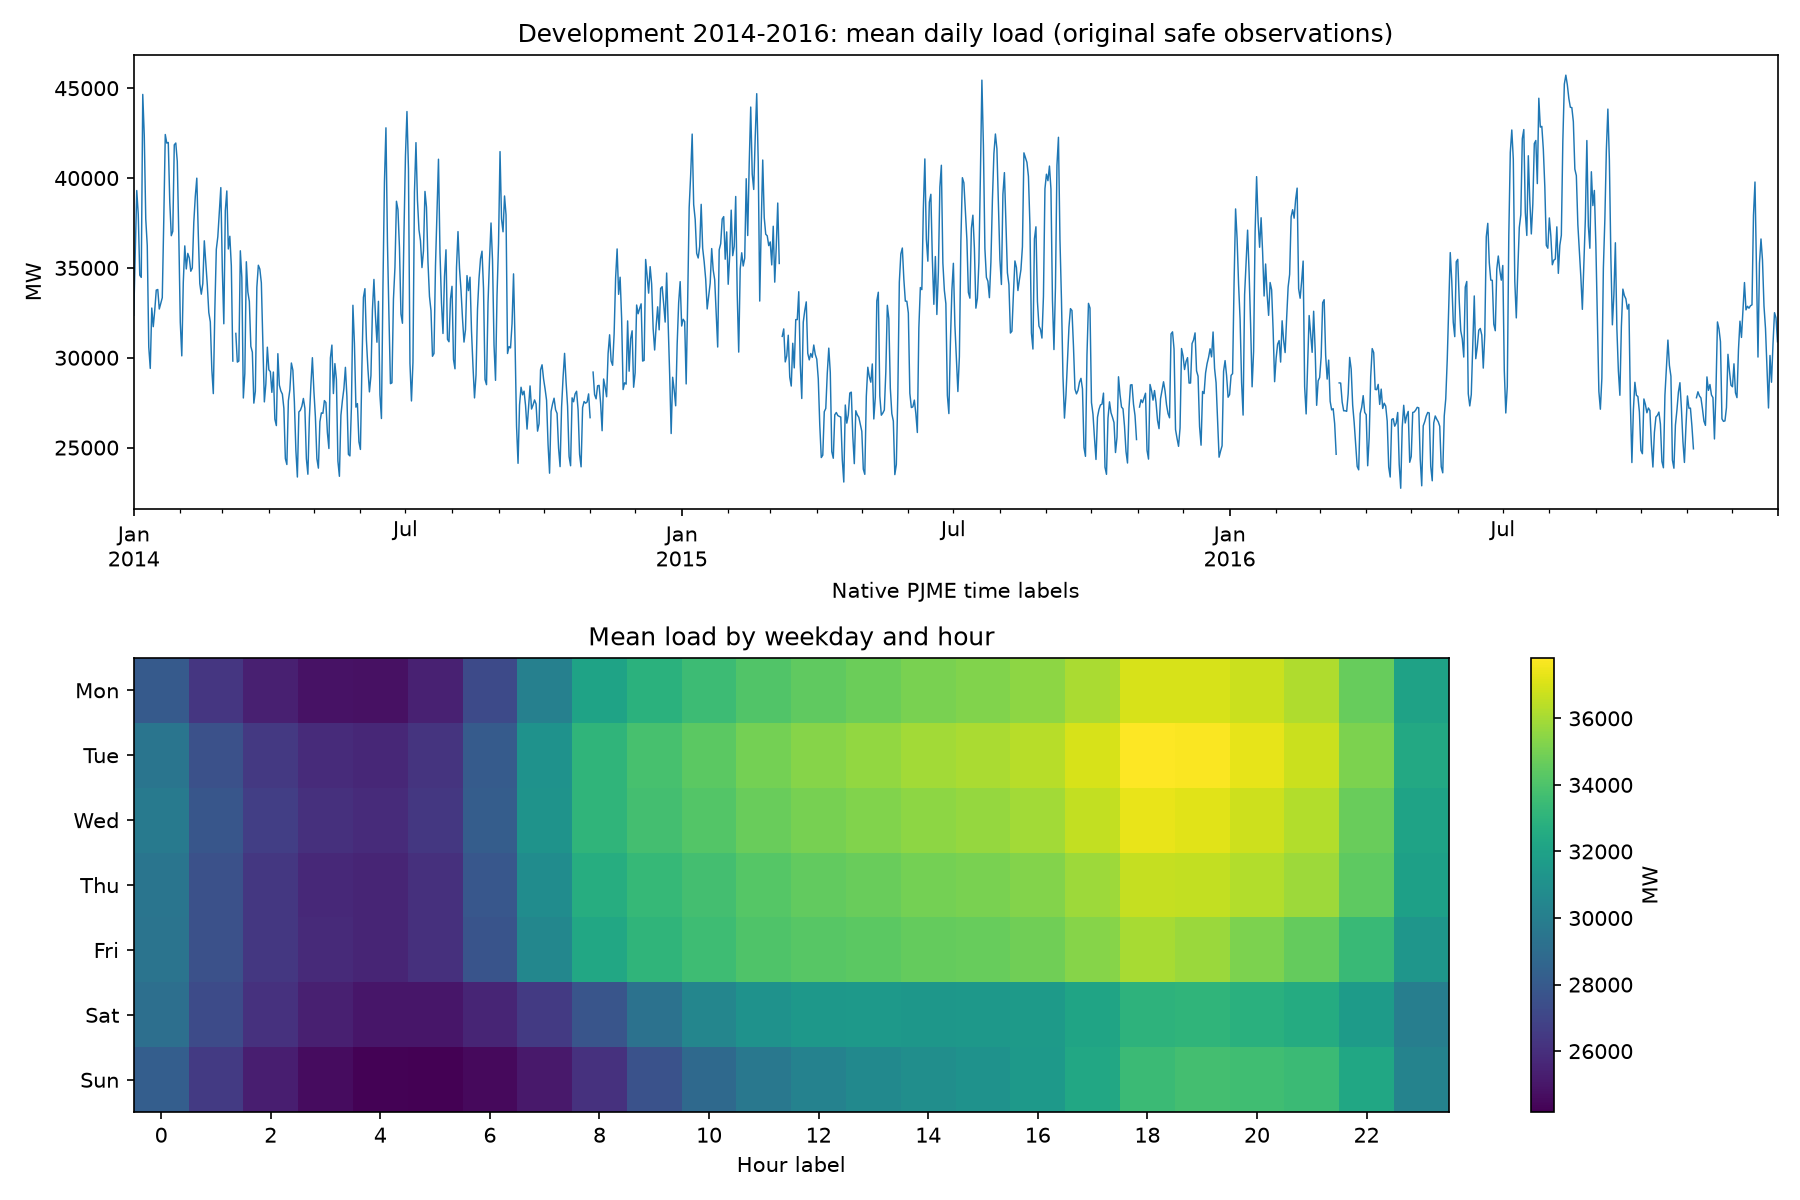 Development 2014-2016: mean daily load (original safe observations)
45000
40000
35000
30000
25000
MW
Jan
2014
Jul
Jan
2015
Jul
Jan
2016
Jul
Native PJME time labels
Mean load by weekday and hour
Mon
Tue
Wed
Thu
Fri
Sat
Sun
0 2 4 6 8 10 12 14 16 18 20 22
Hour label
36000
34000
32000
30000
28000
26000
MW